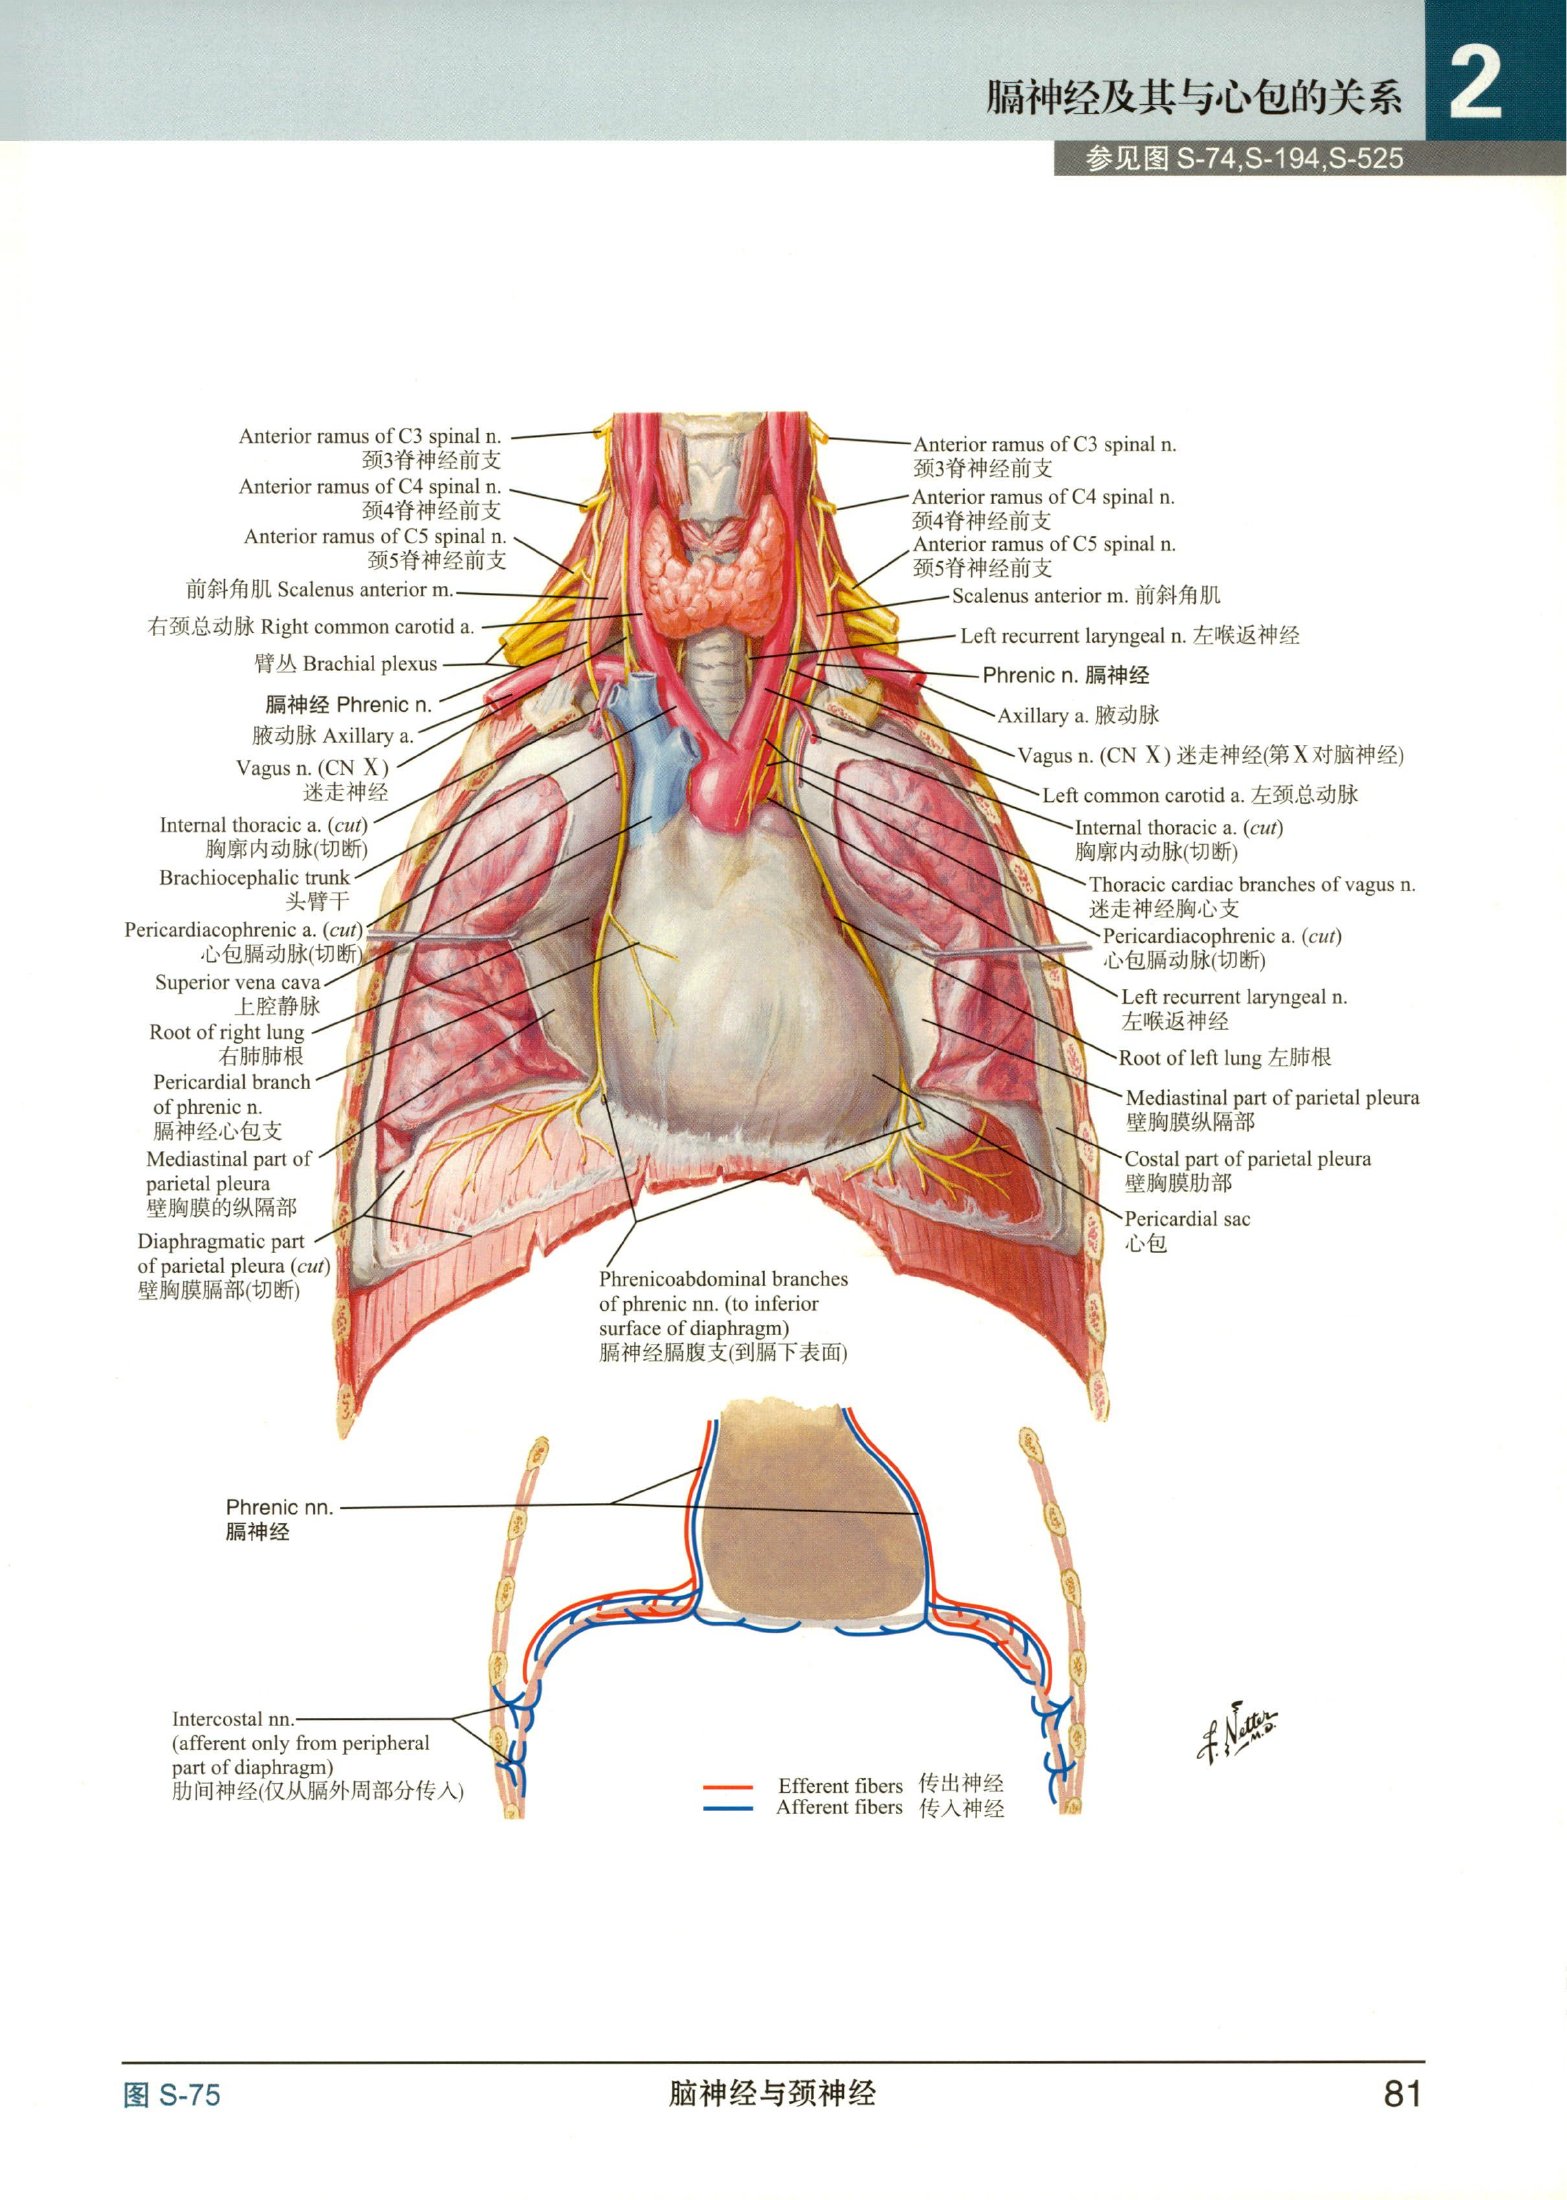 膈神经及其与心包的关系
2
参见图 S-74,S-194,S-525
Anterior ramus of C3 spinal n.
颈3脊神经前支
Anterior ramus of C4 spinal n.
颈4脊神经前支
Anterior ramus of C5 spinal n.
颈5脊神经前支
前斜角肌 Scalenus anterior m.
右颈总动脉 Right common carotid a.
臂丛 Brachial plexus
膈神经 Phrenic n.
腋动脉 Axillary a.
Vagus n. (CN X)
迷走神经
Internal thoracic a. (cut)
胸廓内动脉(切断)
Brachiocephalic trunk
头臂干
Pericardiacophrenic a. (cut)
心包膈动脉(切断)
Superior vena cava
上腔静脉
Root of right lung
右肺肺根
Pericardial branch
of phrenic n.
膈神经心包支
Mediastinal part of
parietal pleura
壁胸膜的纵隔部
Diaphragmatic part
of parietal pleura (cut)
壁胸膜膈部(切断)
Anterior ramus of C3 spinal n.
颈3脊神经前支
Anterior ramus of C4 spinal n.
颈4脊神经前支
Anterior ramus of C5 spinal n.
颈5脊神经前支
Scalenus anterior m. 前斜角肌
Left recurrent laryngeal n. 左喉返神经
Phrenic n. 膈神经
Axillary a. 腋动脉
Vagus n. (CN X) 迷走神经(第X对脑神经)
Left common carotid a. 左颈总动脉
Internal thoracic a. (cut)
胸廓内动脉(切断)
Thoracic cardiac branches of vagus n.
迷走神经胸心支
Pericardiacophrenic a. (cut)
心包膈动脉(切断)
Left recurrent laryngeal n.
左喉返神经
Root of left lung 左肺根
Mediastinal part of parietal pleura
壁胸膜纵隔部
Costal part of parietal pleura
壁胸膜肋部
Pericardial sac
心包
Phrenicoabdominal branches
of phrenic nn. (to inferior
surface of diaphragm)
膈神经膈腹支(到膈下表面)
Phrenic nn.
膈神经
Intercostal nn.
(afferent only from peripheral
part of diaphragm)
肋间神经(仅从膈外周部分传入)
Efferent fibers 传出神经
Afferent fibers 传入神经
F. Netter
M.D.
图 S-75
脑神经与颈神经
81